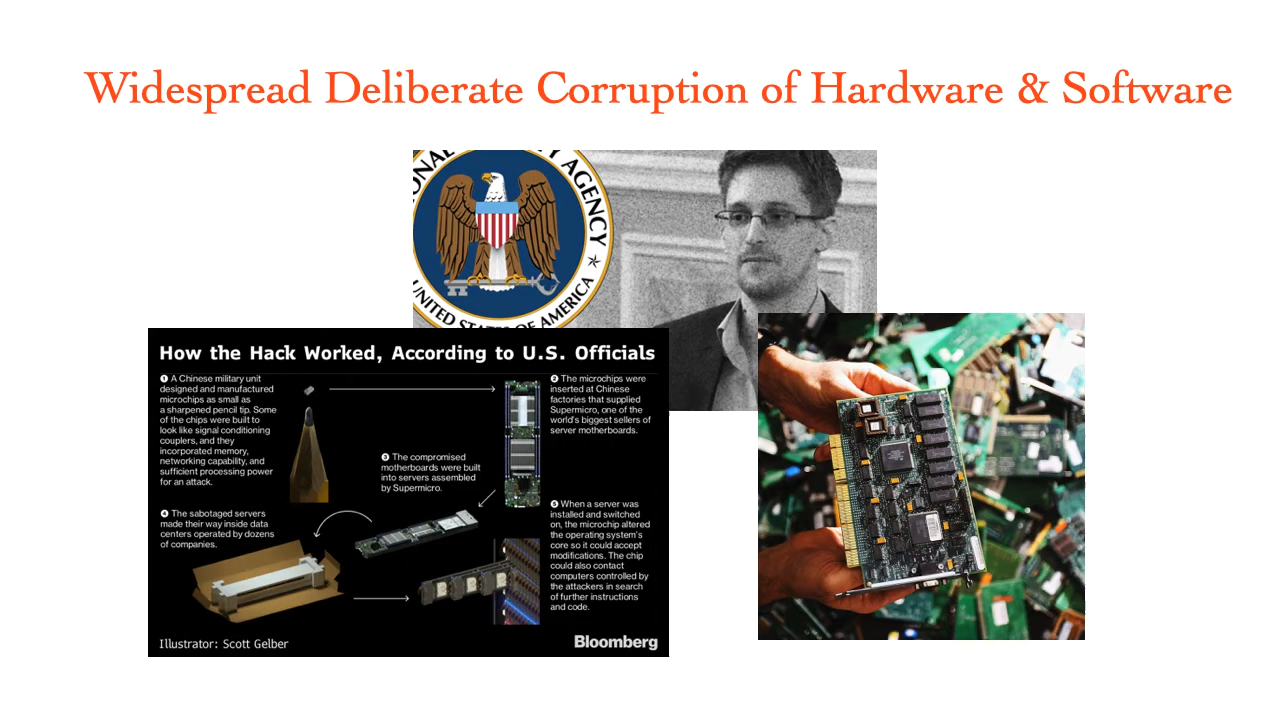 Widespread Deliberate Corruption of Hardware & Software
AGENCY
UNITED STATES OF AMERICA
How the Hack Worked, According to U.S. Officials
❶ A Chinese military unit
designed and manufactured
microchips as small as
a sharpened pencil tip. Some
of the chips were built to
look like signal conditioning
couplers, and they
incorporated memory,
networking capability, and
sufficient processing power
for an attack.
❷ The microchips were
inserted at Chinese
factories that supplied
Supermicro, one of the
world's biggest sellers of
server motherboards.
❸ The compromised
motherboards were built
into servers assembled
by Supermicro.
❹ The sabotaged servers
made their way inside data
centers operated by dozens
of companies.
❺ When a server was
installed and switched
on, the microchip altered
the operating system's
core so it could accept
modifications. The chip
could also contact
computers controlled by
the attackers in search
of further instructions
and code.
Illustrator: Scott Gelber
Bloomberg